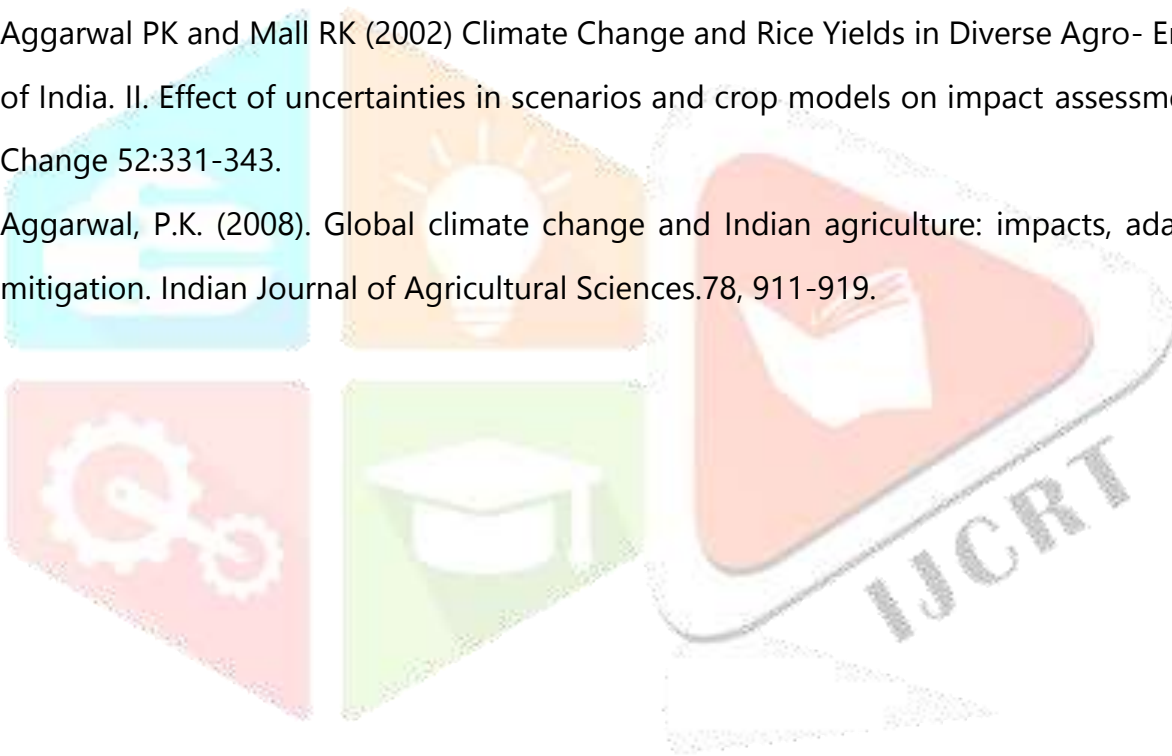 Aggarwal PK and Mall RK (2002) Climate Change and Rice Yields in Diverse Agro- 
of India. II. Effect of uncertainties in scenarios and crop models on impact
Change 52:331-343.
Aggarwal, P.K. (2008). Global climate change and Indian agriculture: impacts,
mitigation. Indian Journal of Agricultural Sciences.78, 911-919.
IJCRT